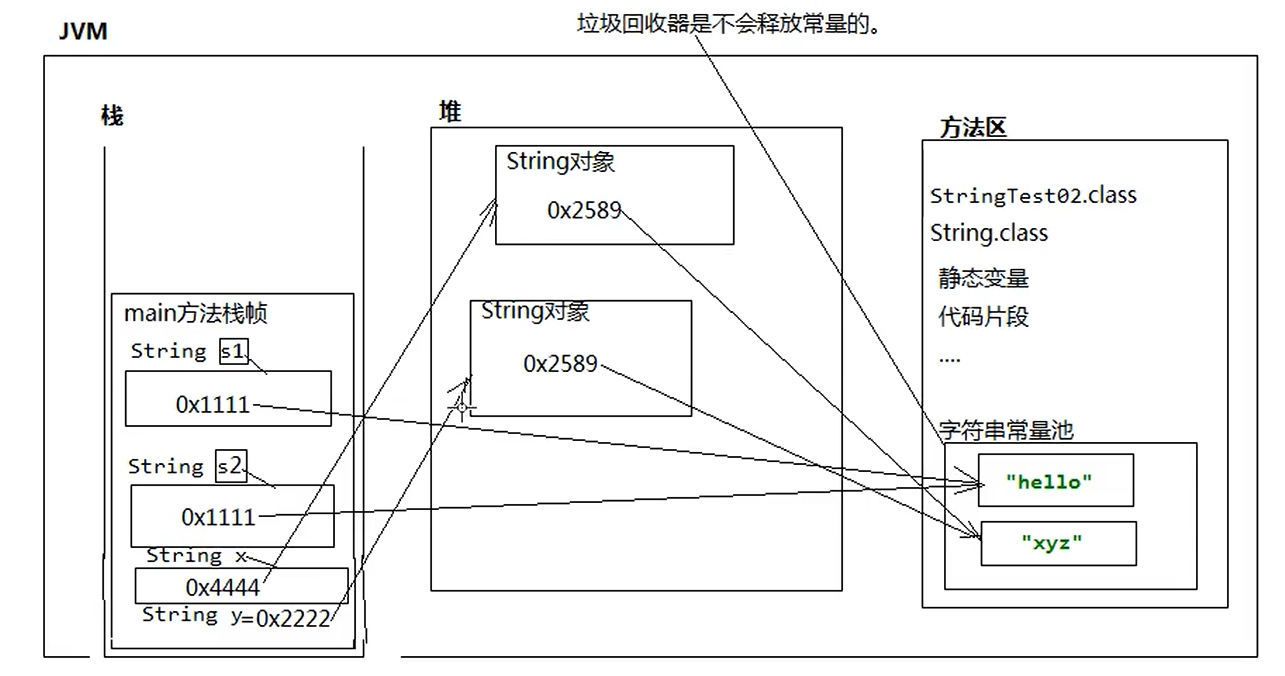 垃圾回收器是不会释放常量的。
JVM
栈
堆
方法区
String对象
0x2589
StringTest02.class
String.class
静态变量
代码片段
....
main方法栈帧
String s1
0x1111
String对象
0x2589
字符串常量池
"hello"
"xyz"
String s2
0x1111
String x
0x4444
String y=0x2222